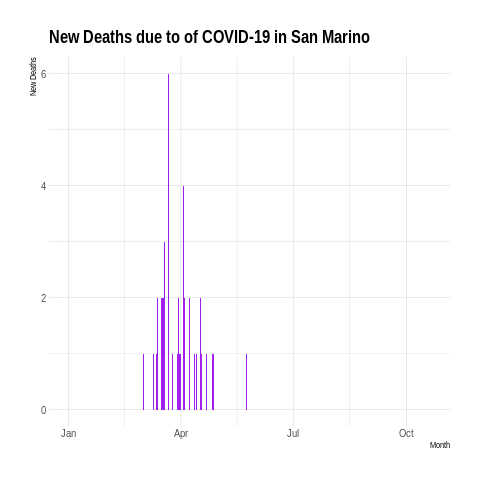 New Deaths due to of COVID-19 in San Marino
New Deaths
6
4
2
0
Jan Apr Jul Oct
Month